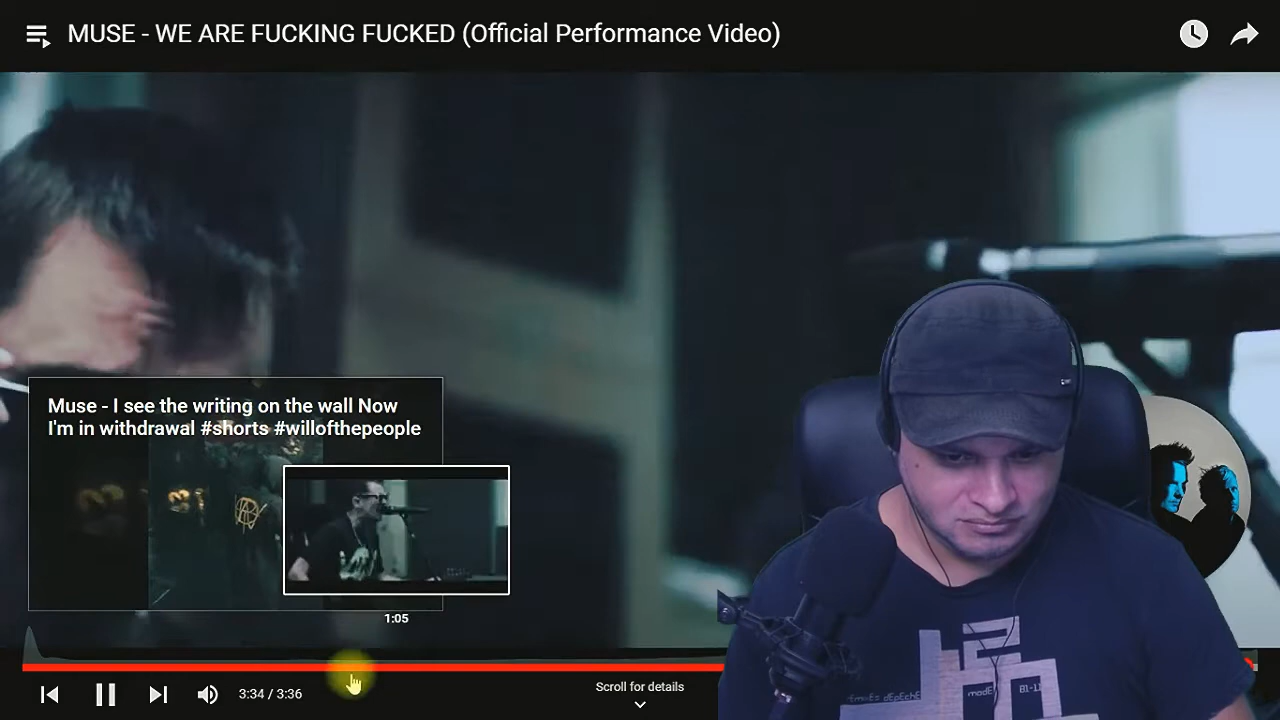 MUSE - WE ARE FUCKING FUCKED (Official Performance Video)
Muse - I see the writing on the wall Now
I'm in withdrawal #shorts #willofthepeople
1:05
3:34 / 3:36
Scroll for details